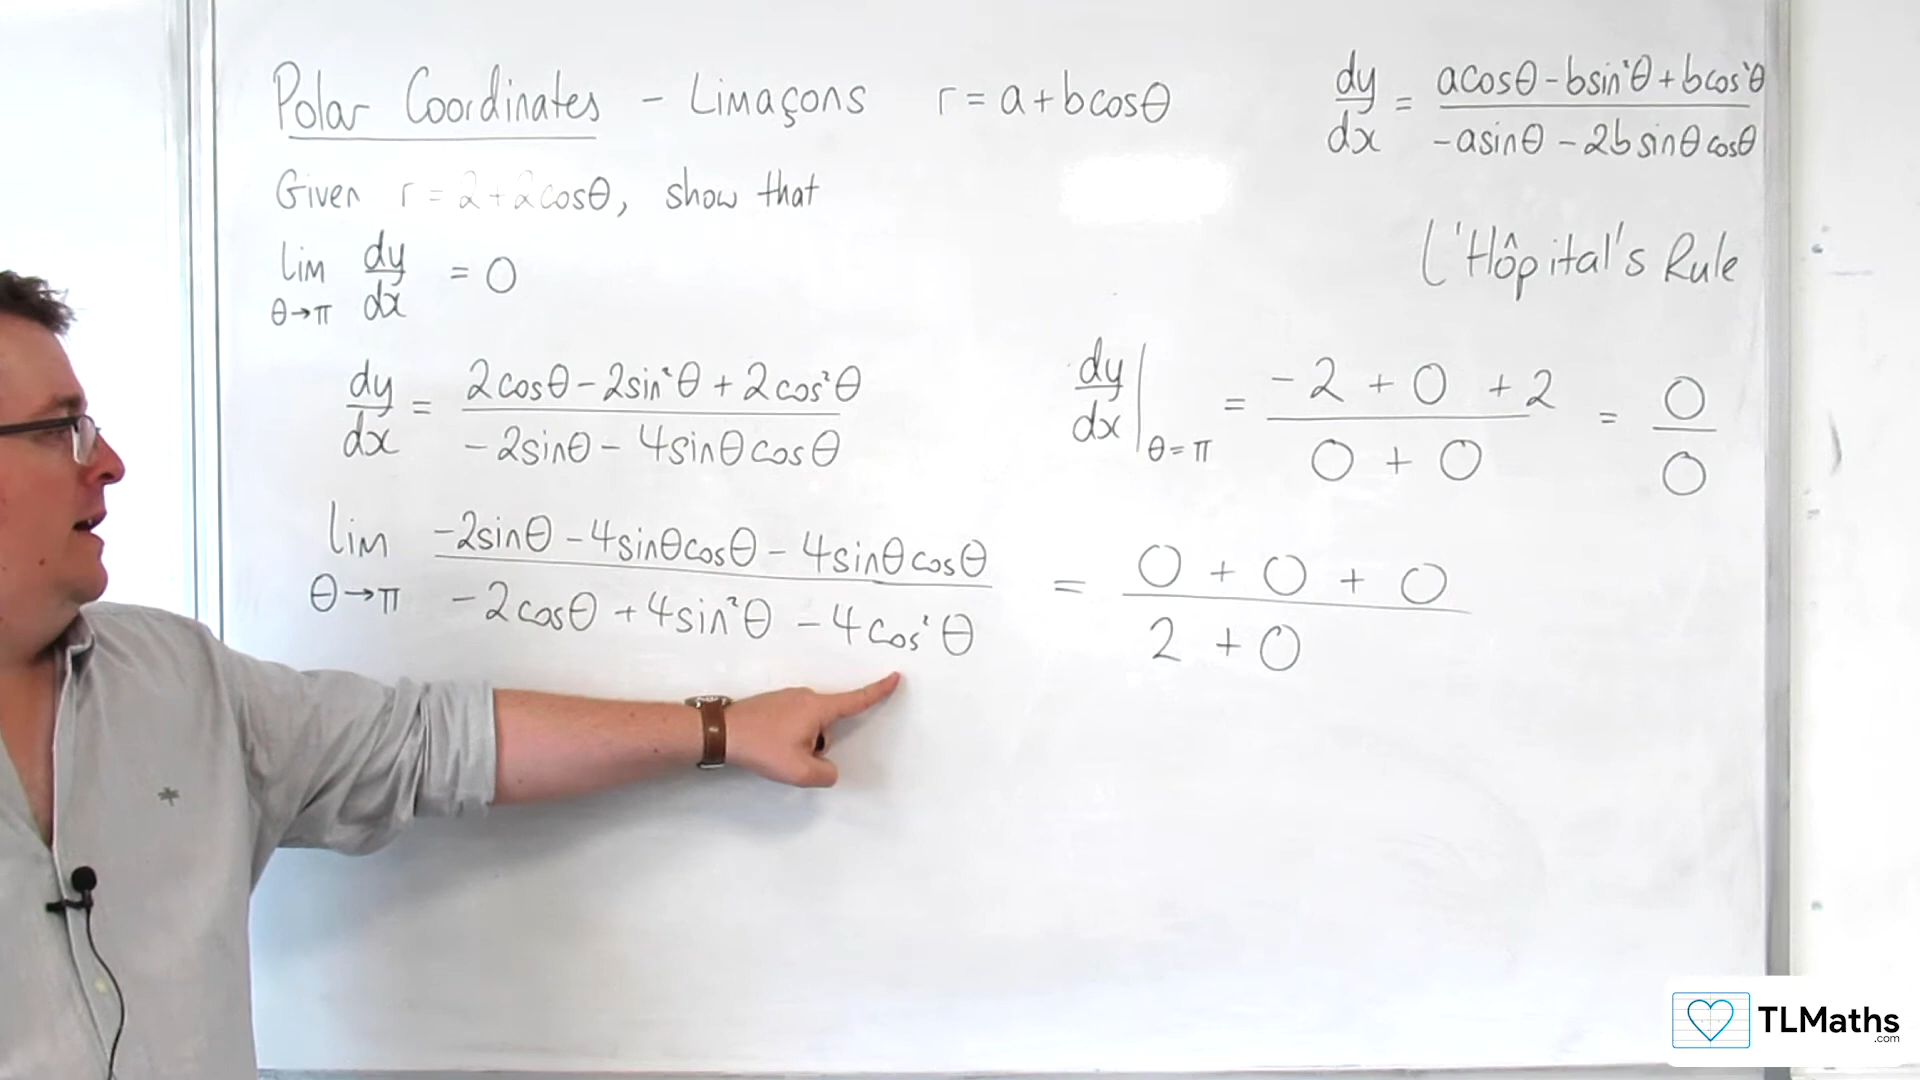 Polar Coordinates - Limaçons r = a + bcosθ
dy/dx = (acosθ - bsin²θ + bcos²θ)/(-asinθ - 2bsinθcosθ)
Given r = 2 + 2cosθ, show that
L'Hôpital's Rule
lim θ→π dy/dx = 0
dy/dx = (2cosθ - 2sin²θ + 2cos²θ)/(-2sinθ - 4sinθcosθ)
dy/dx | θ=π = (-2 + 0 + 2)/(0 + 0) = 0/0
lim θ→π (-2sinθ - 4sinθcosθ - 4sinθcosθ)/(-2cosθ + 4sin²θ - 4cos²θ) = (0 + 0 + 0)/(2 + 0)
TLMaths
.com